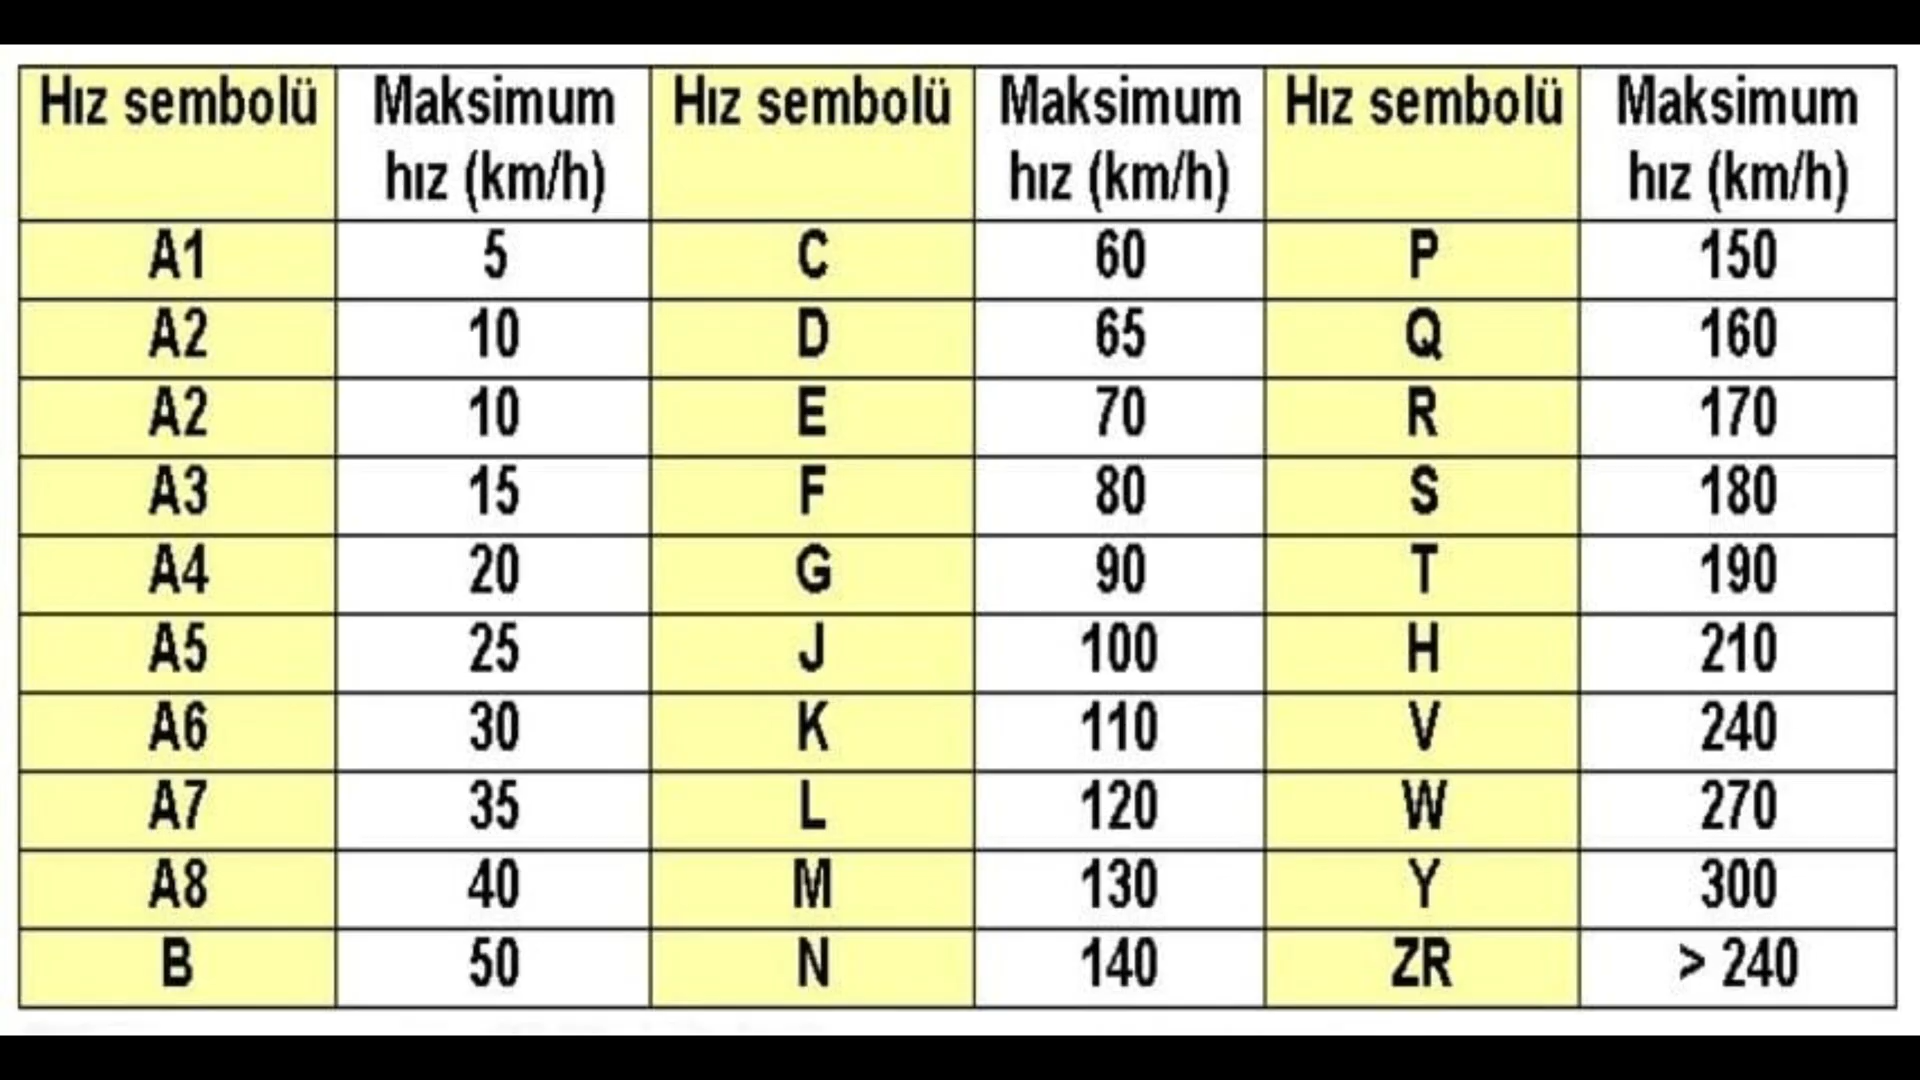 Hız sembolü Maksimum hız (km/h) Hız sembolü Maksimum hız (km/h) Hız sembolü Maksimum hız (km/h)
A1 5 C 60 P 150
A2 10 D 65 Q 160
A2 10 E 70 R 170
A3 15 F 80 S 180
A4 20 G 90 T 190
A5 25 J 100 H 210
A6 30 K 110 V 240
A7 35 L 120 W 270
A8 40 M 130 Y 300
B 50 N 140 ZR > 240